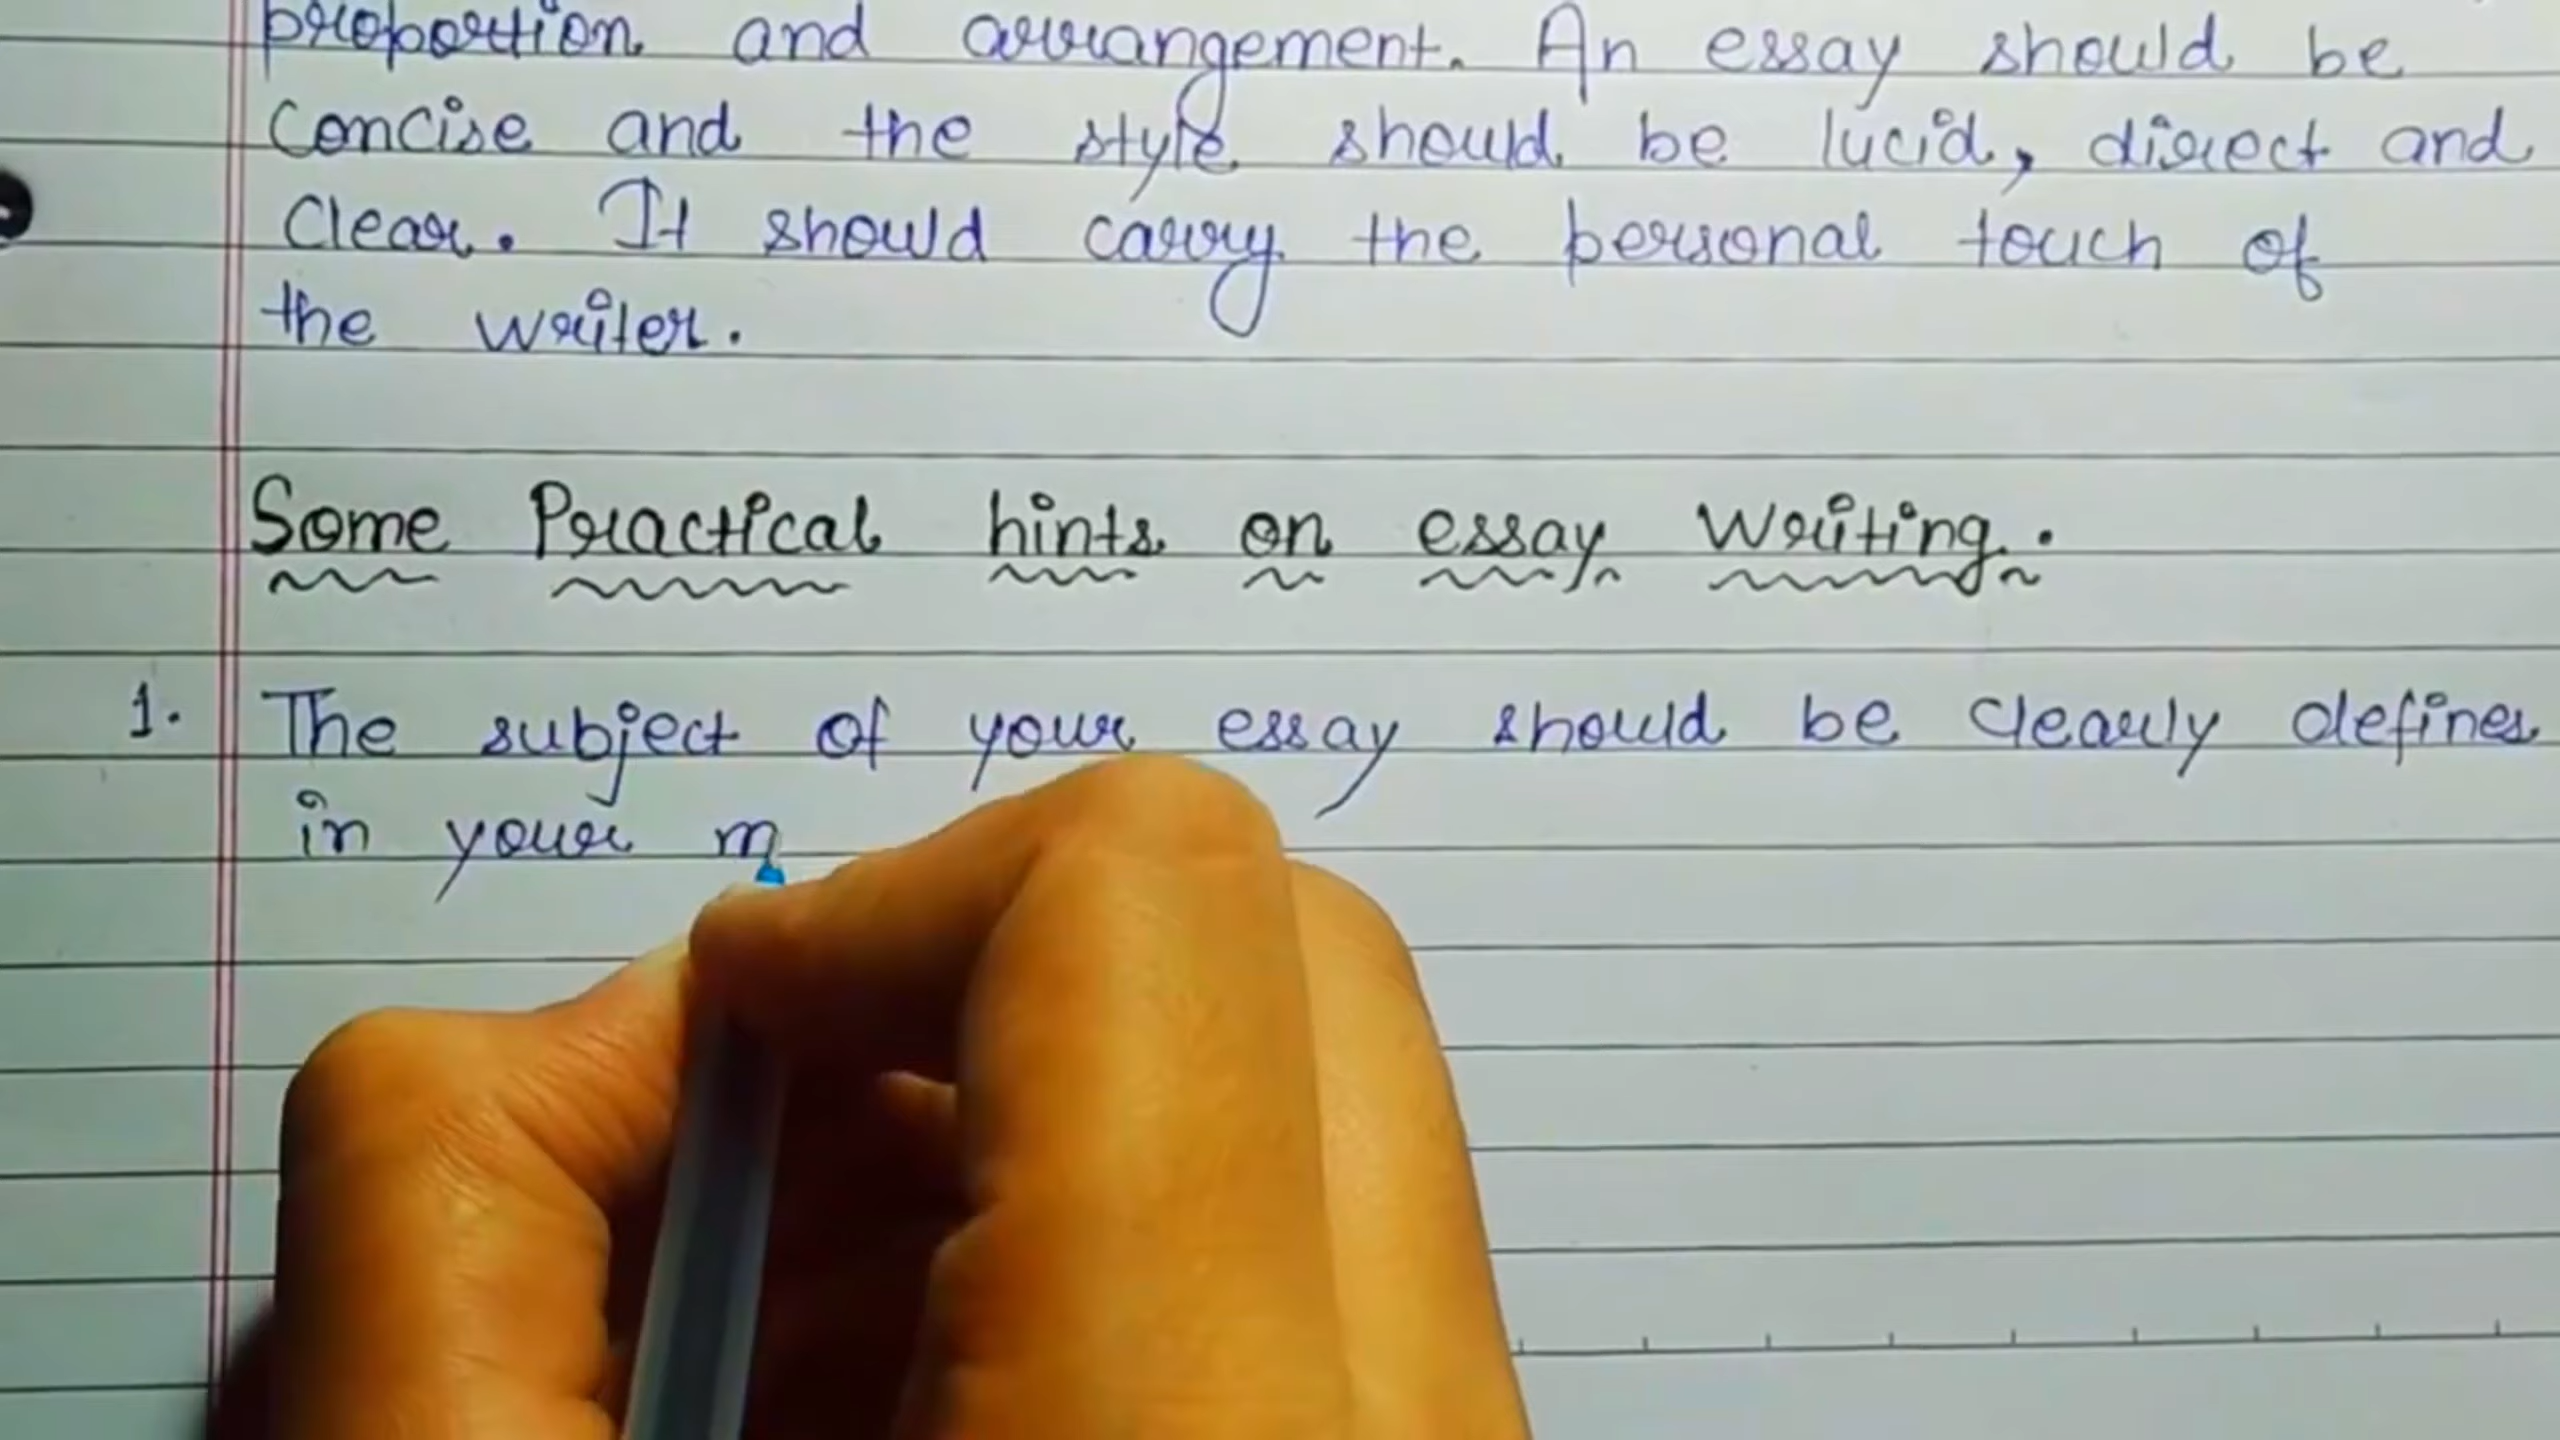 proportion and arrangement. An essay should be
Concise and the style should be lucid, direct and
Clear. It should carry the personal touch of
the writer.
Some Practical hints on essay Writing.
1. The subject of your essay should be Clearly defines
in your m